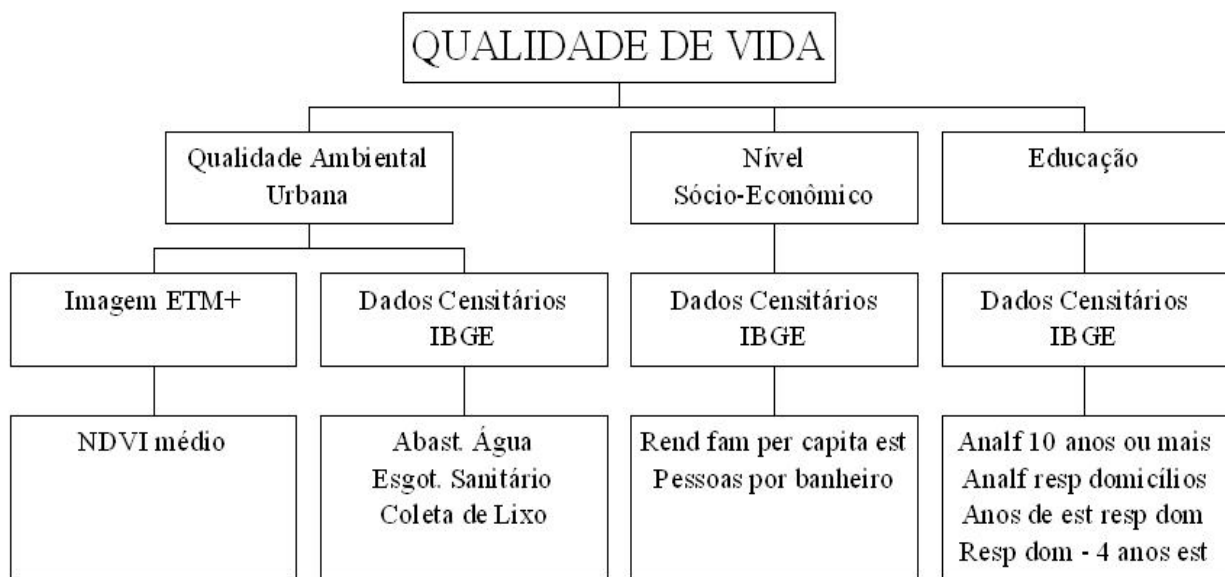 QUALIDADE DE VIDA
Qualidade Ambiental
Urbana
Nível
Sócio-Econômico
Educação
Imagem ETM+
Dados Censitários
IBGE
Dados Censitários
IBGE
Dados Censitários
IBGE
NDVI médio
Abast. Água
Esgot. Sanitário
Coleta de Lixo
Rend fam per capita est
Pessoas por banheiro
Analf 10 anos ou mais
Analf resp domicílios
Anos de est resp dom
Resp dom - 4 anos est